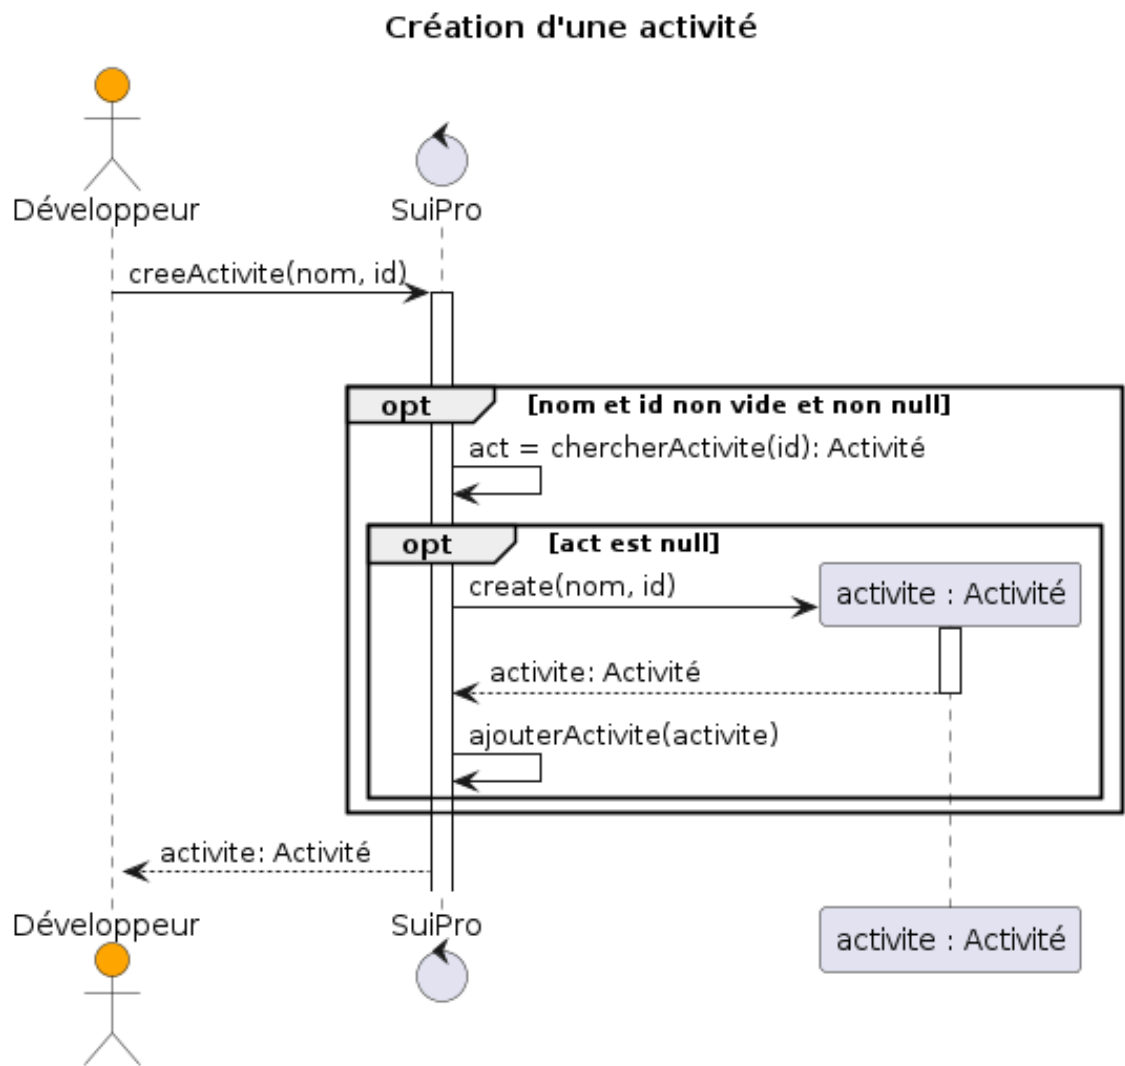 Création d'une activité
Développeur
SuiPro
creeActivite(nom, id)
opt
[nom et id non vide et non null]
act = chercherActivite(id): Activité
opt
[act est null]
create(nom, id)
activite : Activité
activite: Activité
ajouterActivite(activite)
activite: Activité
Développeur
SuiPro
activite : Activité